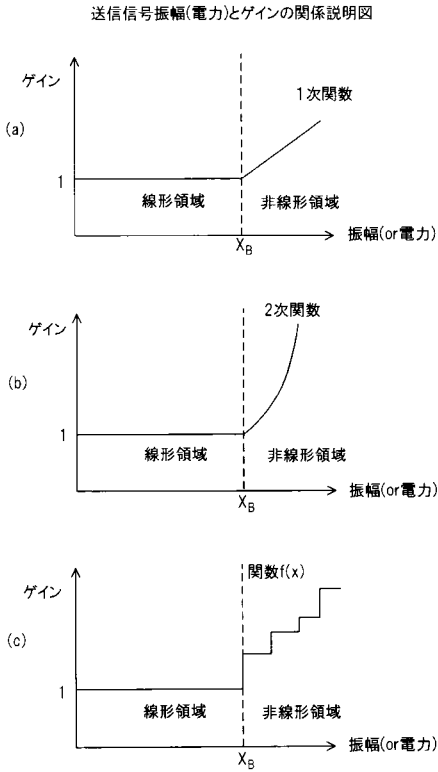 送信信号振幅(電力)とゲインの関係説明図
ゲイン
1次関数
(a)
1
線形領域
非線形領域
振幅(or電力)
XB
ゲイン
2次関数
(b)
1
線形領域
非線形領域
振幅(or電力)
XB
関数f(x)
ゲイン
(c)
1
線形領域
非線形領域
振幅(or電力)
XB